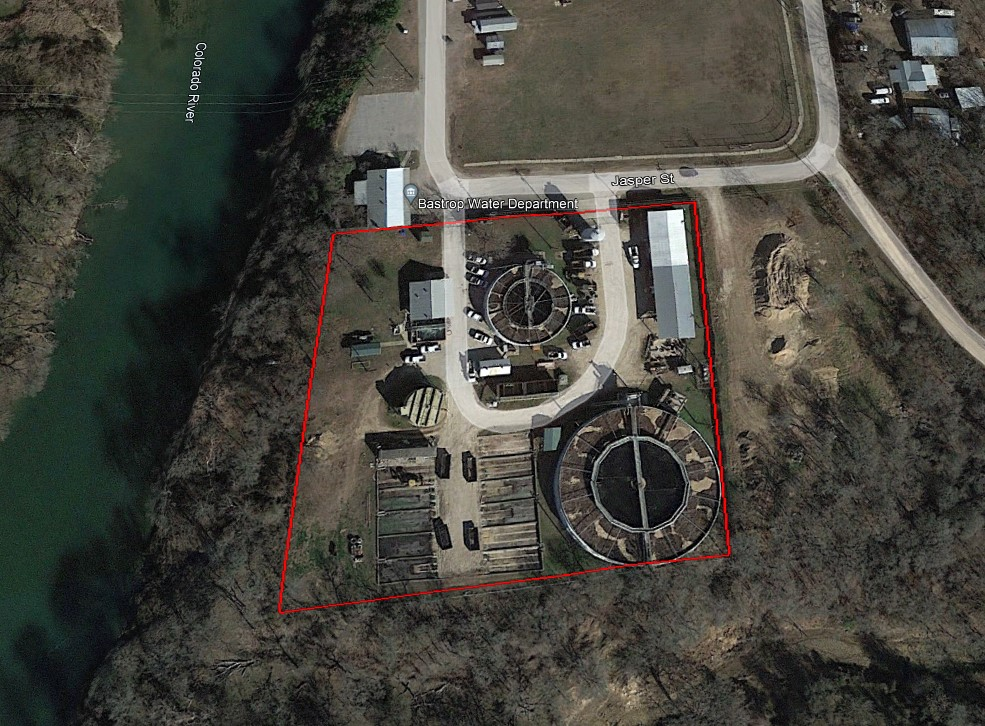 Colorado River
Jasper St
Bastrop Water Department